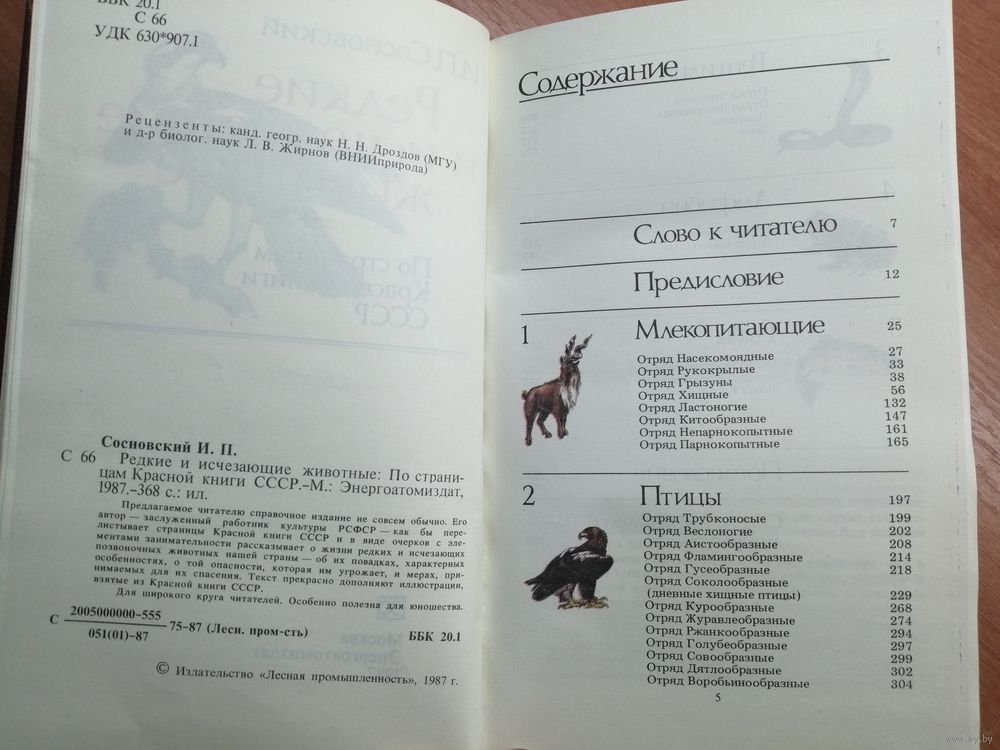 ББК 20.1
С 66
УДК 630*907.1
Рецензенты: канд. геогр. наук Н. Н. Дроздов (МГУ)
и д-р биолог. наук Л. В. Жирнов (ВНИИприрода)
Сосновский И. П.
С 66 Редкие и исчезающие животные: По страни-
цам Красной книги СССР.–М.: Энергоатомиздат,
1987.–368 с.: ил.
Предлагаемое читателю справочное издание не совсем обычно. Его
автор — заслуженный работник культуры РСФСР — как бы пере-
листывает страницы Красной книги СССР и в виде очерков с эле-
ментами занимательности рассказывает о жизни редких и исчезающих
позвоночных животных нашей страны — об их повадках, характерных
особенностях, о той опасности, которая им угрожает, и мерах, при-
нимаемых для их спасения. Текст прекрасно дополняют иллюстрации,
взятые из Красной книги СССР.
Для широкого круга читателей. Особенно полезна для юношества.
С 2005000000–555
051(01)–87 75–87 (Лесн. пром-сть) ББК 20.1
© Издательство «Лесная промышленность», 1987 г.
Содержание
Слово к читателю 7
Предисловие 12
1 Млекопитающие 25
Отряд Насекомоядные 27
Отряд Рукокрылые 33
Отряд Грызуны 38
Отряд Хищные 56
Отряд Ластоногие 132
Отряд Китообразные 147
Отряд Непарнокопытные 161
Отряд Парнокопытные 165
2 Птицы 197
Отряд Трубконосые 199
Отряд Веслоногие 202
Отряд Аистообразные 208
Отряд Фламингообразные 214
Отряд Гусеобразные 218
Отряд Соколообразные
(дневные хищные птицы) 229
Отряд Курообразные 268
Отряд Журавлеобразные 274
Отряд Ржанкообразные 294
Отряд Голубеобразные 297
Отряд Совообразные 299
Отряд Дятлообразные 302
Отряд Воробьинообразные 304
5
www.ay.by